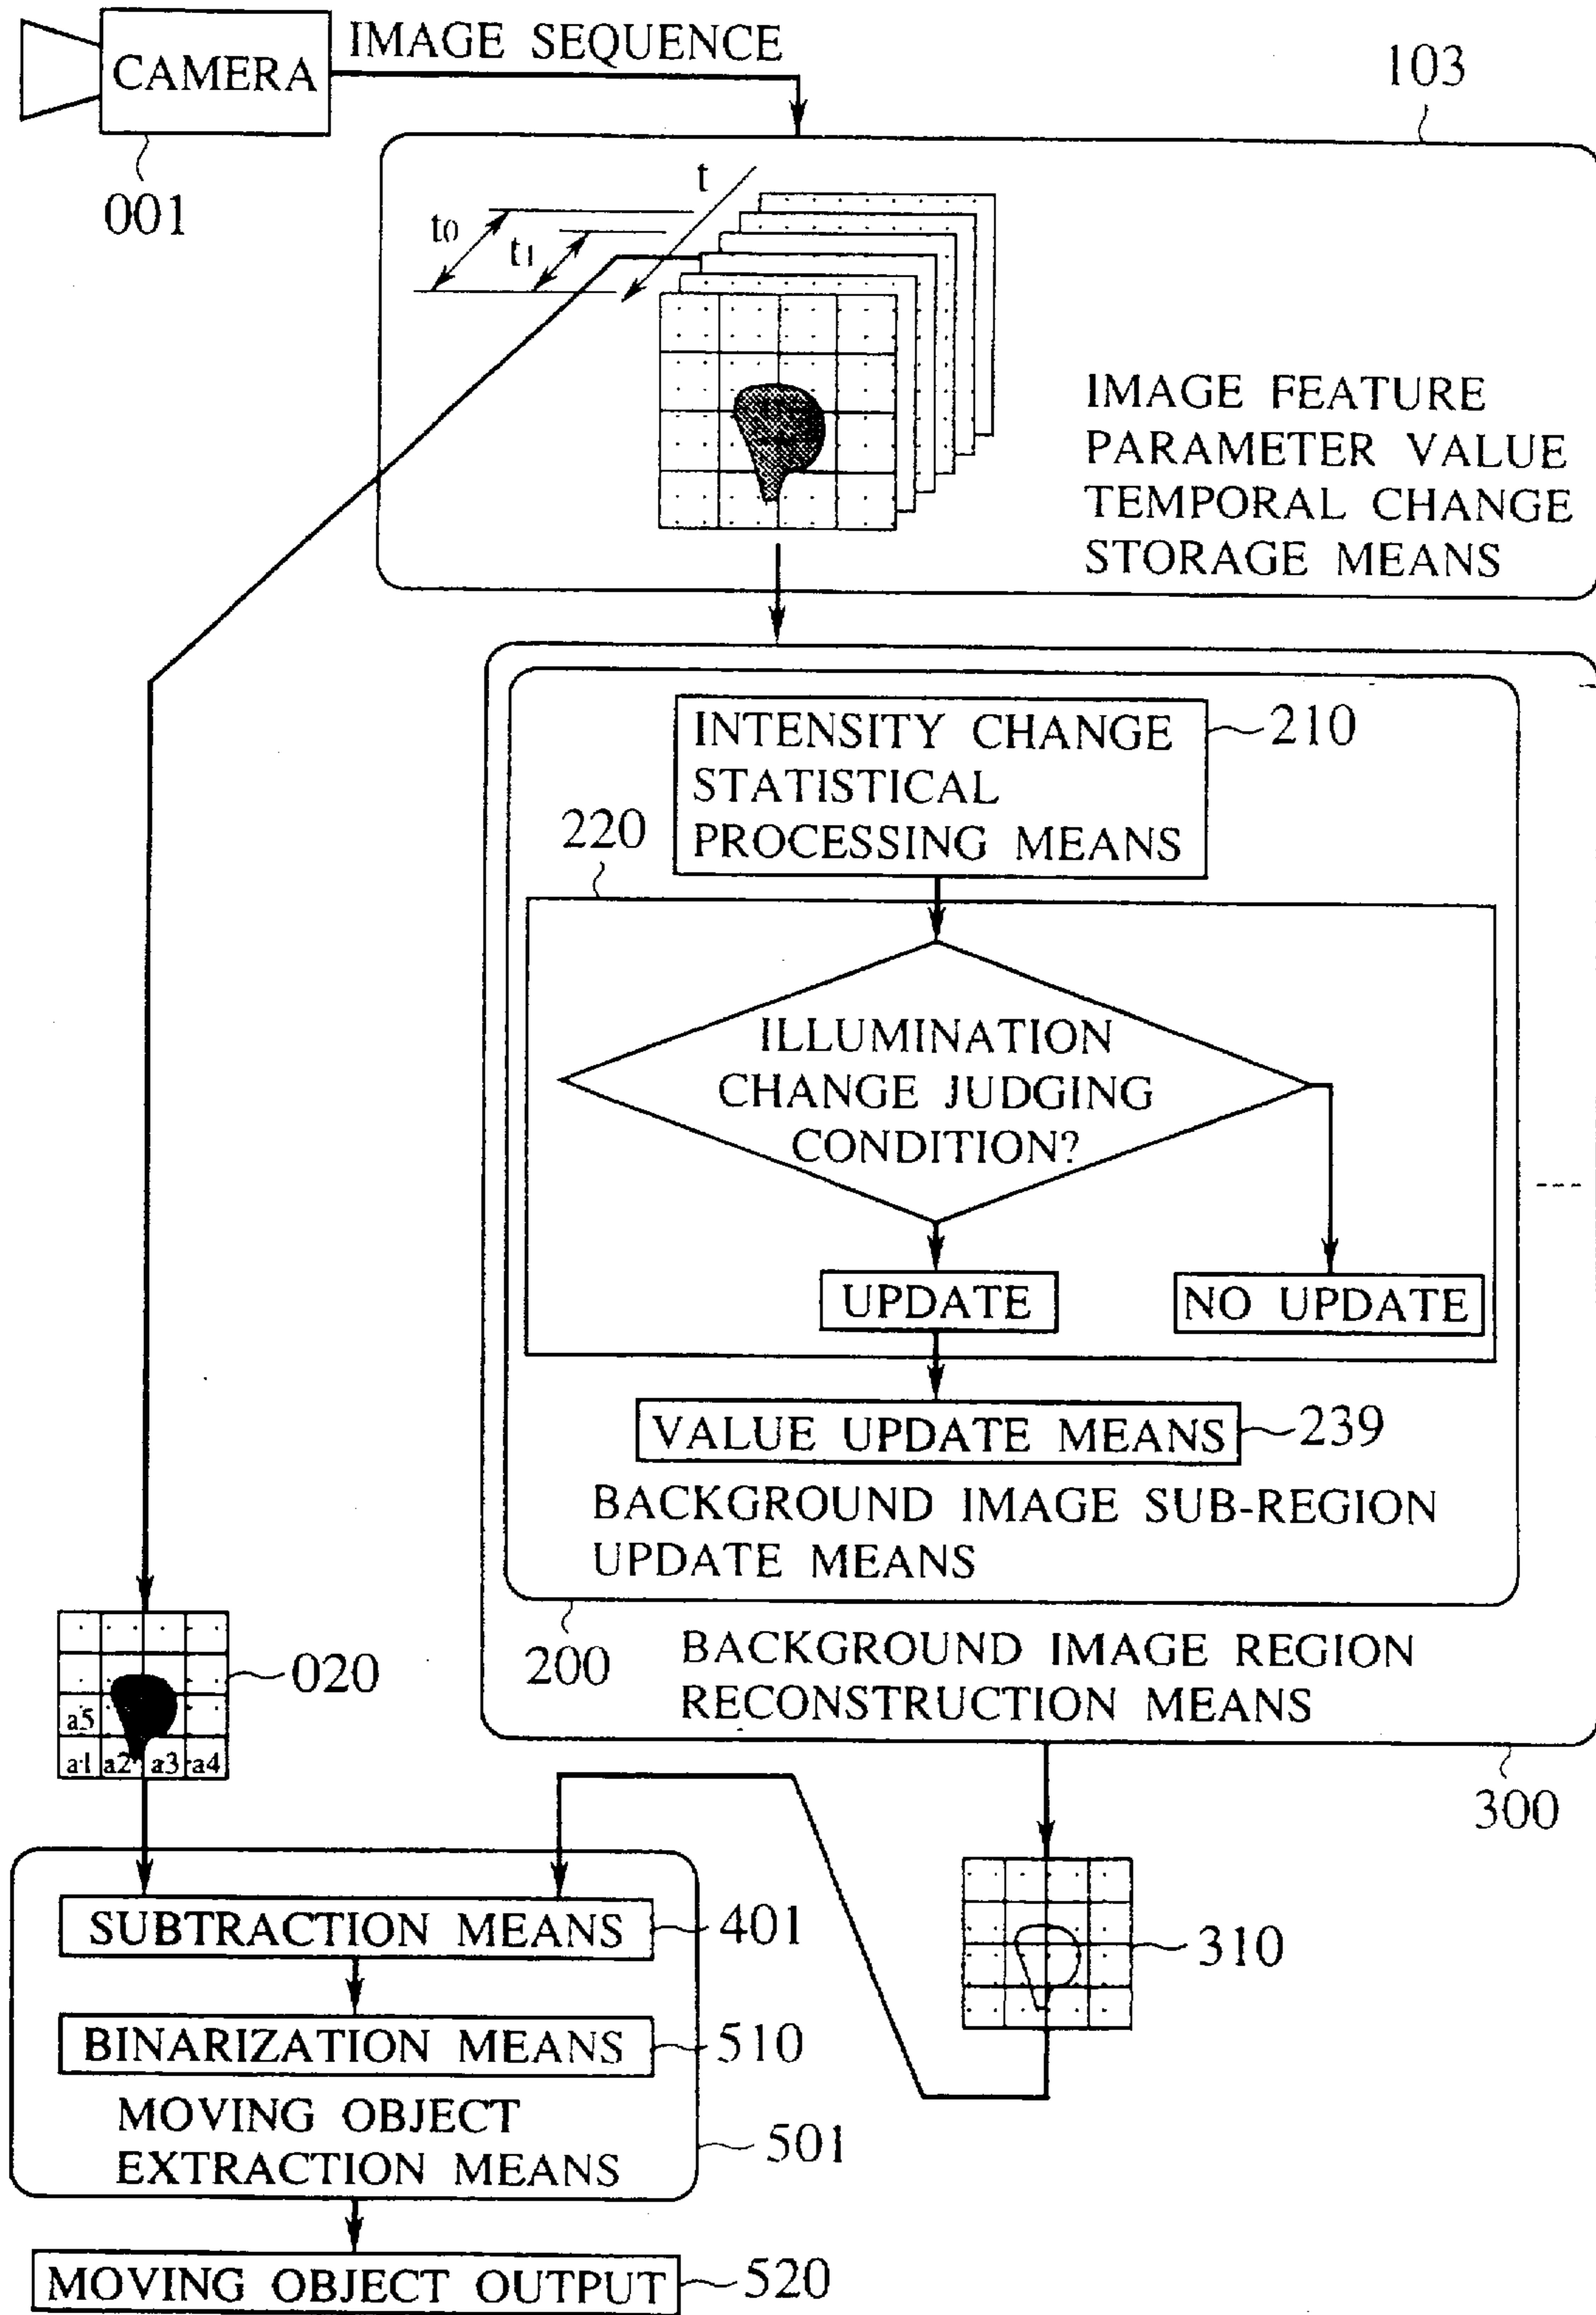 CAMERA
IMAGE SEQUENCE
001
103
t
t0
t1
IMAGE FEATURE
PARAMETER VALUE
TEMPORAL CHANGE
STORAGE MEANS
INTENSITY CHANGE
STATISTICAL
PROCESSING MEANS
210
220
ILLUMINATION
CHANGE JUDGING
CONDITION?
UPDATE
NO UPDATE
VALUE UPDATE MEANS
239
BACKGROUND IMAGE SUB-REGION
UPDATE MEANS
200
BACKGROUND IMAGE REGION
RECONSTRUCTION MEANS
300
020
a5
a1 a2 a3 a4
310
SUBTRACTION MEANS
401
BINARIZATION MEANS
510
MOVING OBJECT
EXTRACTION MEANS
501
MOVING OBJECT OUTPUT
520